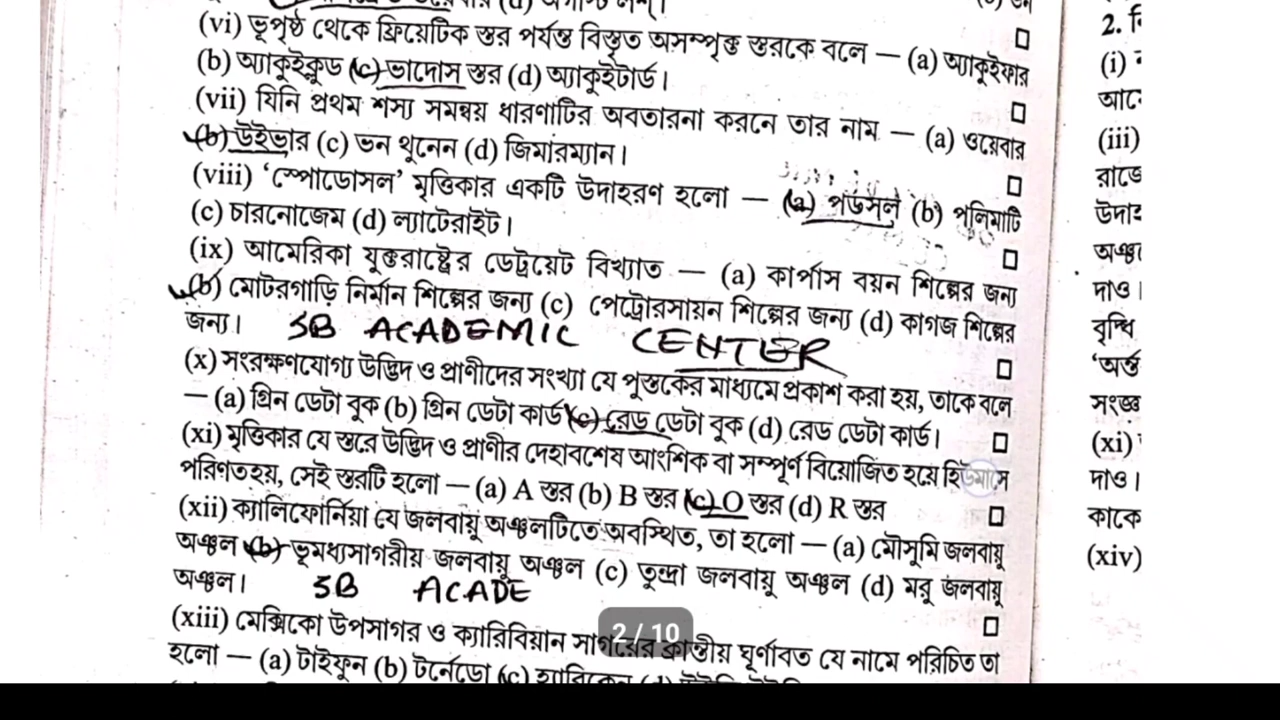 (vi) ভূপৃষ্ঠ থেকে ফ্রিয়েটিক স্তর পর্যন্ত বিস্তৃত অসম্পৃক্ত স্তরকে বলে — (a) অ্যাকুইফার
(b) অ্যাকুইক্লুড (c) ভাদোস স্তর (d) অ্যাকুইটার্ড।
(vii) যিনি প্রথম শস্য সমন্বয় ধারণাটির অবতারনা করনে তার নাম — (a) ওয়েবার
(b) উইভার (c) ভন থুনেন (d) জিমারম্যান।
(viii) ‘স্পোডোসল’ মৃত্তিকার একটি উদাহরণ হলো — (a) পডসল (b) পলিমাটি
(c) চারনোজেম (d) ল্যাটেরাইট।
(ix) আমেরিকা যুক্তরাষ্ট্রের ডেট্রয়েট বিখ্যাত — (a) কার্পাস বয়ন শিল্পের জন্য
(b) মোটরগাড়ি নির্মান শিল্পের জন্য (c) পেট্রোরসায়ন শিল্পের জন্য (d) কাগজ শিল্পের
জন্য। SB ACADEMIC CENTER
(x) সংরক্ষণযোগ্য উদ্ভিদ ও প্রাণীদের সংখ্যা যে পুস্তকের মাধ্যমে প্রকাশ করা হয়, তাকে বলে
— (a) গ্রিন ডেটা বুক (b) গ্রিন ডেটা কার্ড (c) রেড ডেটা বুক (d) রেড ডেটা কার্ড।
(xi) মৃত্তিকার যে স্তরে উদ্ভিদ ও প্রাণীর দেহাবশেষ আংশিক বা সম্পূর্ণ বিয়োজিত হয়ে হিউমাসে
পরিণতহয়, সেই স্তরটি হলো — (a) A স্তর (b) B স্তর (c) O স্তর (d) R স্তর
(xii) ক্যালিফোর্নিয়া যে জলবায়ু অঞ্চলটিতে অবস্থিত, তা হলো — (a) মৌসুমি জলবায়ু
অঞ্চল (b) ভূমধ্যসাগরীয় জলবায়ু অঞ্চল (c) তুন্দ্রা জলবায়ু অঞ্চল (d) মরু জলবায়ু
অঞ্চল। SB ACADE
(xiii) মেক্সিকো উপসাগর ও ক্যারিবিয়ান সাগরের ক্রান্তীয় ঘূর্ণাবত যে নামে পরিচিত তা
হলো — (a) টাইফুন (b) টর্নেডো (c) হ্যারিকেন
2 / 10
2.
(i)
(iii)
উদাহ
দাও।
বৃদ্ধি
(xi)
দাও।
কাকে
(xiv)